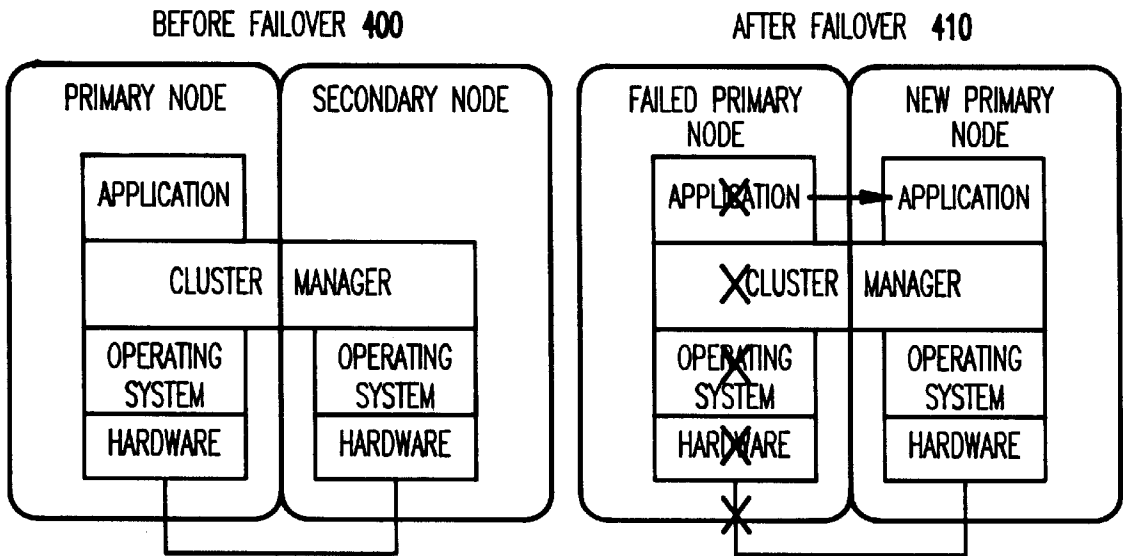 BEFORE FAILOVER 400
PRIMARY NODE
SECONDARY NODE
APPLICATION
CLUSTER MANAGER
OPERATING
SYSTEM
HARDWARE
OPERATING
SYSTEM
HARDWARE
AFTER FAILOVER 410
FAILED PRIMARY
NODE
NEW PRIMARY
NODE
APPLICATION
APPLICATION
CLUSTER MANAGER
OPERATING
SYSTEM
HARDWARE
OPERATING
SYSTEM
HARDWARE